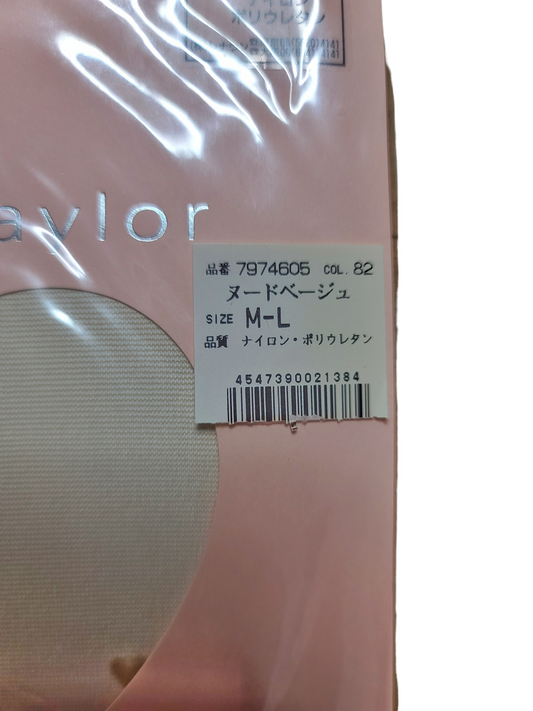 ナイロン
ポリウレタン
aylor
品番 7974605 COL. 82
ヌードベージュ
SIZE M-L
品質 ナイロン・ポリウレタン
4547390021384